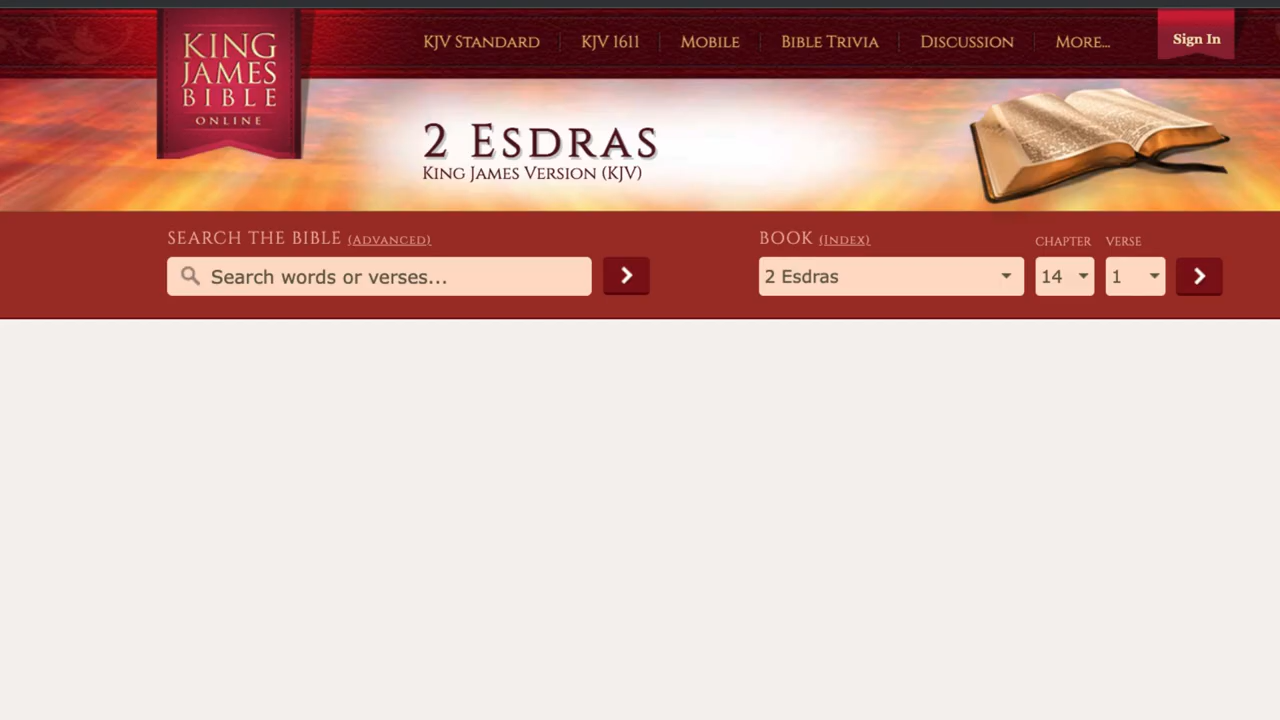 KING
JAMES
BIBLE
ONLINE
KJV Standard
KJV 1611
Mobile
Bible Trivia
Discussion
More...
Sign In
2 Esdras
King James Version (KJV)
SEARCH THE BIBLE (Advanced)
Search words or verses...
BOOK (Index)
CHAPTER
VERSE
2 Esdras
14
1